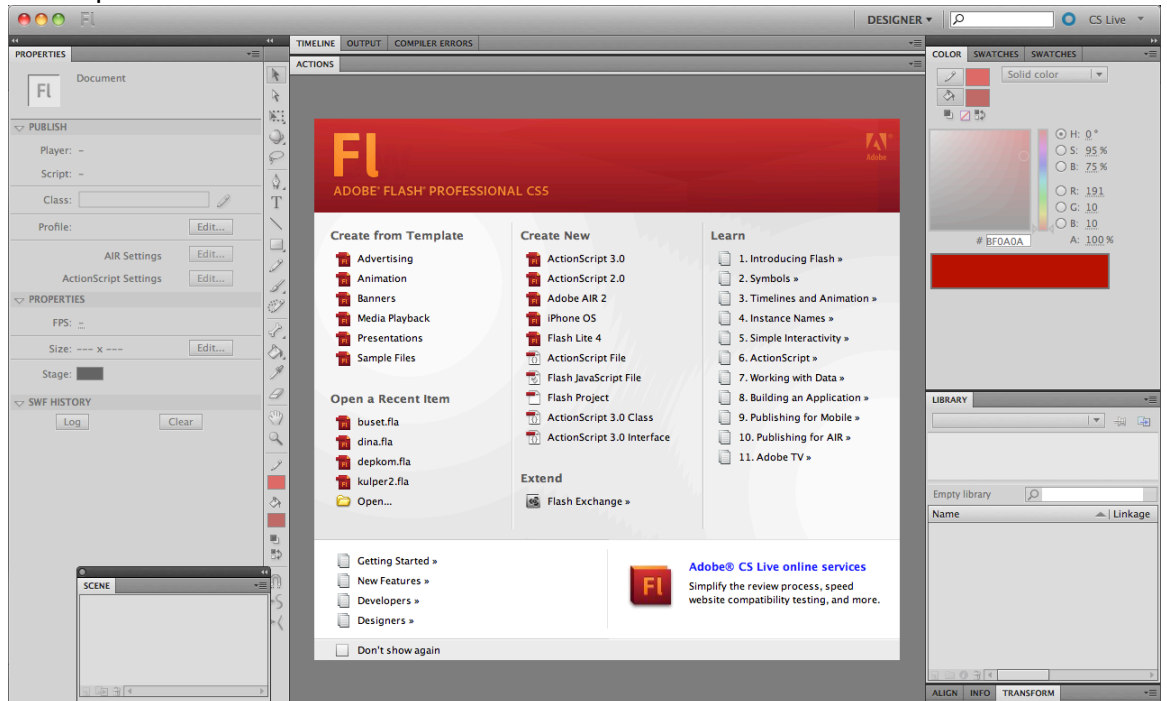 Fl
DESIGNER
CS Live
PROPERTIES
Fl
Document
PUBLISH
Player: –
Script: –
Class:
Profile:
Edit...
AIR Settings
Edit...
ActionScript Settings
Edit...
PROPERTIES
FPS: --
Size: --- x ---
Edit...
Stage:
SWF HISTORY
Log
Clear
SCENE
T
TIMELINE
OUTPUT
COMPILER ERRORS
ACTIONS
Fl
Adobe
ADOBE® FLASH® PROFESSIONAL CS5
Create from Template
Advertising
Animation
Banners
Media Playback
Presentations
Sample Files
Open a Recent Item
buset.fla
dina.fla
depkom.fla
kulper2.fla
Open...
Create New
ActionScript 3.0
ActionScript 2.0
Adobe AIR 2
iPhone OS
Flash Lite 4
ActionScript File
Flash JavaScript File
Flash Project
ActionScript 3.0 Class
ActionScript 3.0 Interface
Extend
Flash Exchange »
Learn
1. Introducing Flash »
2. Symbols »
3. Timelines and Animation »
4. Instance Names »
5. Simple Interactivity »
6. ActionScript »
7. Working with Data »
8. Building an Application »
9. Publishing for Mobile »
10. Publishing for AIR »
11. Adobe TV »
Getting Started »
New Features »
Developers »
Designers »
Fl
Adobe® CS Live online services
Simplify the review process, speed
website compatibility testing, and more.
Don't show again
COLOR
SWATCHES
SWATCHES
Solid color
H: 0 °
S: 95 %
B: 75 %
R: 191
G: 10
B: 10
# BF0A0A
A: 100 %
LIBRARY
Empty library
Name
Linkage
ALIGN
INFO
TRANSFORM